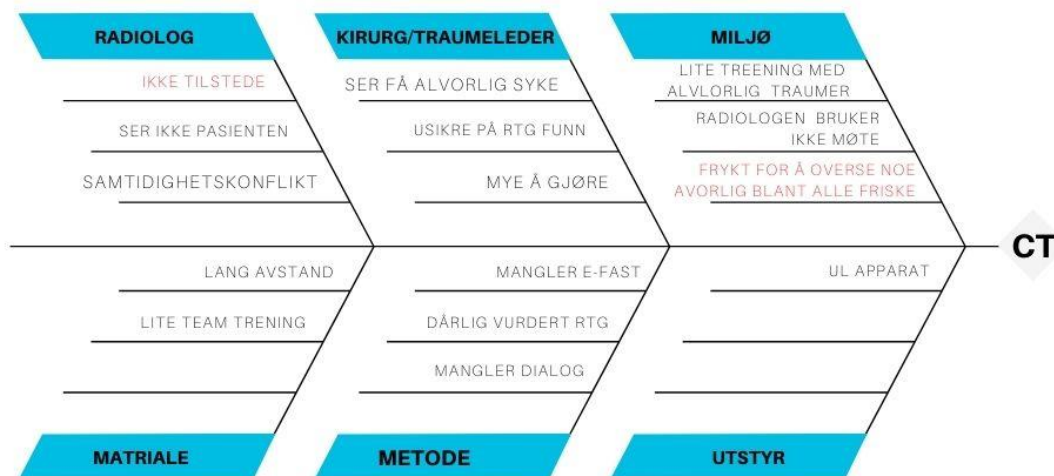 RADIOLOG
KIRURG/TRAUMELEDER
MILJØ
IKKE TILSTEDE
SER FÅ ALVORLIG SYKE
LITE TREENING MED
ALVLORLIG TRAUMER
SER IKKE PASIENTEN
USIKRE PÅ RTG FUNN
RADIOLOGEN BRUKER
IKKE MØTE
SAMTIDIGHETSKONFLIKT
MYE Å GJØRE
FRYKT FOR Å OVERSE NOE
AVORLIG BLANT ALLE FRISKE
CT
LANG AVSTAND
MANGLER E-FAST
UL APPARAT
LITE TEAM TRENING
DÅRLIG VURDERT RTG
MANGLER DIALOG
MATRIALE
METODE
UTSTYR